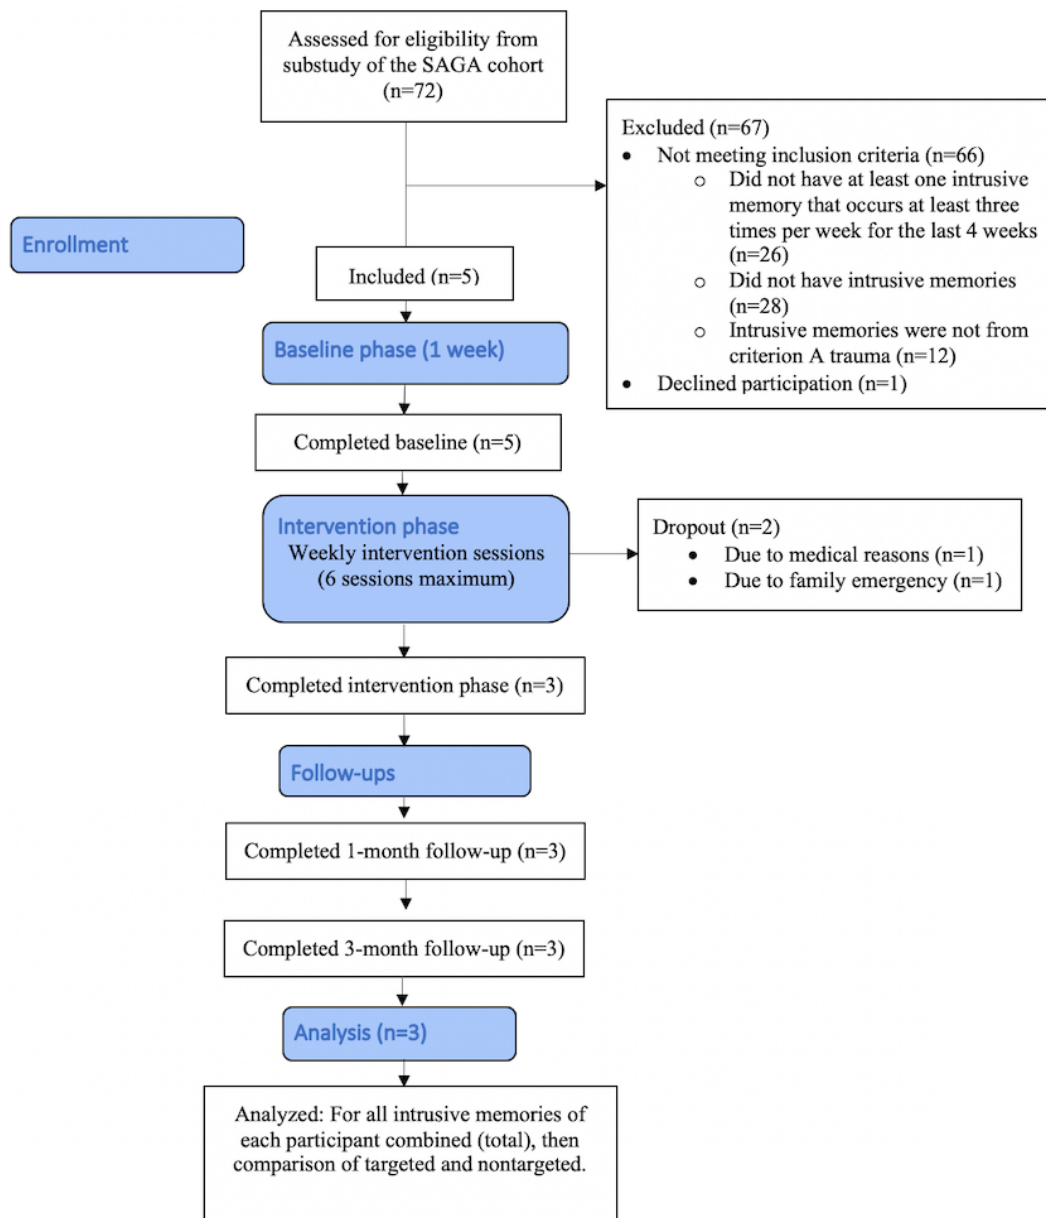 Assessed for eligibility from
substudy of the SAGA cohort
(n=72)
Excluded (n=67)
• Not meeting inclusion criteria (n=66)
o Did not have at least one intrusive
memory that occurs at least three
times per week for the last 4 weeks
(n=26)
o Did not have intrusive memories
(n=28)
o Intrusive memories were not from
criterion A trauma (n=12)
• Declined participation (n=1)
Enrollment
Included (n=5)
Baseline phase (1 week)
Completed baseline (n=5)
Intervention phase
Weekly intervention sessions
(6 sessions maximum)
Dropout (n=2)
• Due to medical reasons (n=1)
• Due to family emergency (n=1)
Completed intervention phase (n=3)
Follow-ups
Completed 1-month follow-up (n=3)
Completed 3-month follow-up (n=3)
Analysis (n=3)
Analyzed: For all intrusive memories of
each participant combined (total), then
comparison of targeted and nontargeted.